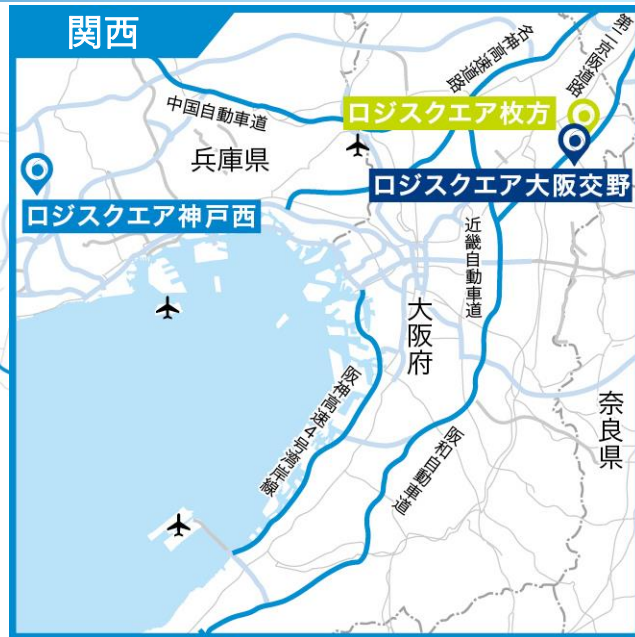 関西
名神高速道路
第二京阪道路
中国自動車道
ロジスクエア枚方
兵庫県
ロジスクエア大阪交野
ロジスクエア神戸西
近畿自動車道
大阪府
阪神高速4号湾岸線
奈良県
阪和自動車道